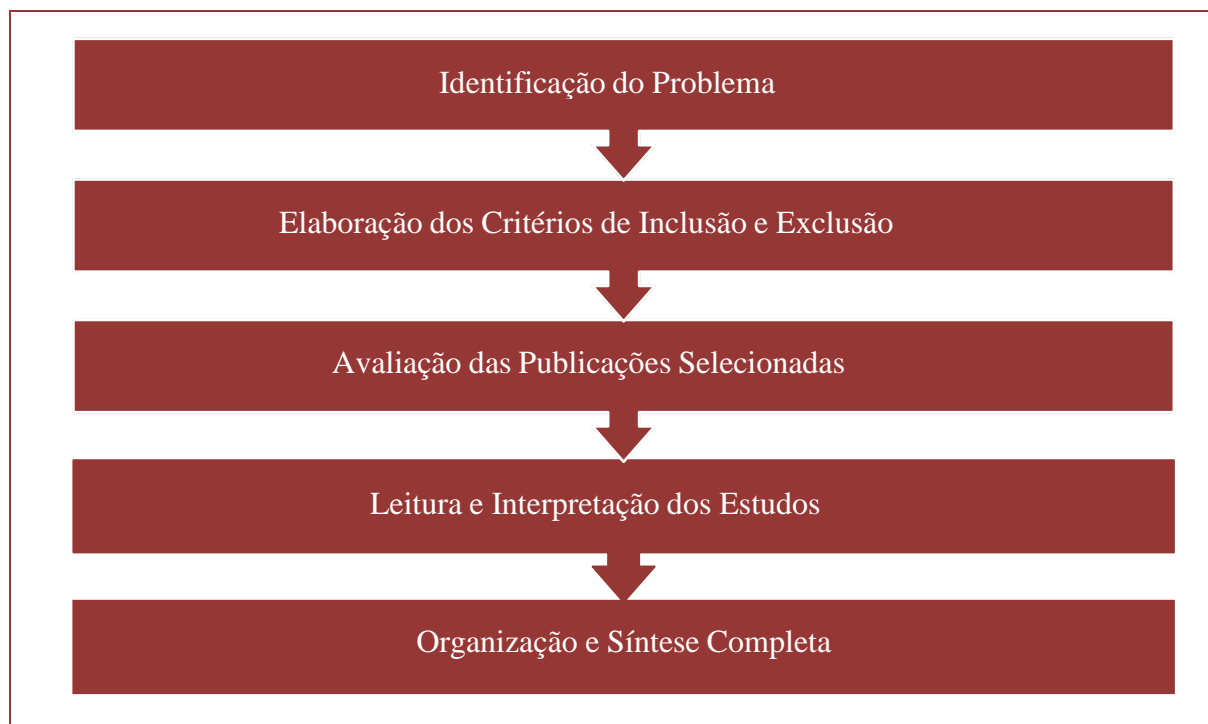 Identificação do Problema
Elaboração dos Critérios de Inclusão e Exclusão
Avaliação das Publicações Selecionadas
Leitura e Interpretação dos Estudos
Organização e Síntese Completa